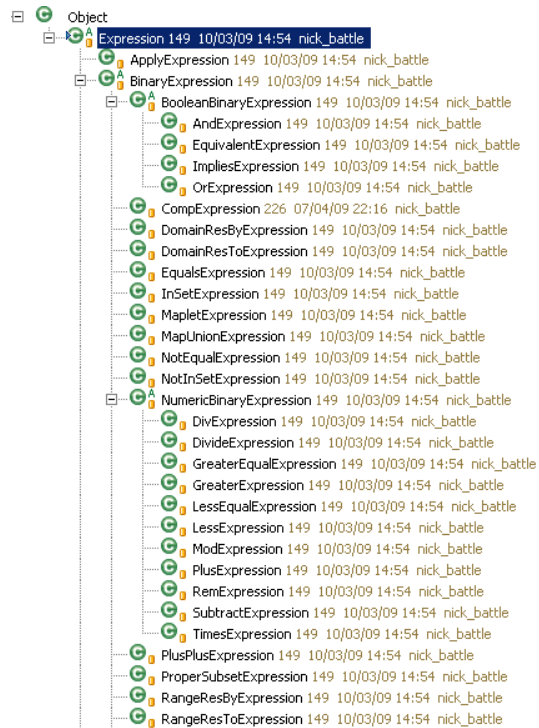 Object
Expression 149 10/03/09 14:54 nick_battle
ApplyExpression 149 10/03/09 14:54 nick_battle
BinaryExpression 149 10/03/09 14:54 nick_battle
BooleanBinaryExpression 149 10/03/09 14:54 nick_battle
AndExpression 149 10/03/09 14:54 nick_battle
EquivalentExpression 149 10/03/09 14:54 nick_battle
ImpliesExpression 149 10/03/09 14:54 nick_battle
OrExpression 149 10/03/09 14:54 nick_battle
CompExpression 226 07/04/09 22:16 nick_battle
DomainResByExpression 149 10/03/09 14:54 nick_battle
DomainResToExpression 149 10/03/09 14:54 nick_battle
EqualsExpression 149 10/03/09 14:54 nick_battle
InSetExpression 149 10/03/09 14:54 nick_battle
MapletExpression 149 10/03/09 14:54 nick_battle
MapUnionExpression 149 10/03/09 14:54 nick_battle
NotEqualExpression 149 10/03/09 14:54 nick_battle
NotInSetExpression 149 10/03/09 14:54 nick_battle
NumericBinaryExpression 149 10/03/09 14:54 nick_battle
DivExpression 149 10/03/09 14:54 nick_battle
DivideExpression 149 10/03/09 14:54 nick_battle
GreaterEqualExpression 149 10/03/09 14:54 nick_battle
GreaterExpression 149 10/03/09 14:54 nick_battle
LessEqualExpression 149 10/03/09 14:54 nick_battle
LessExpression 149 10/03/09 14:54 nick_battle
ModExpression 149 10/03/09 14:54 nick_battle
PlusExpression 149 10/03/09 14:54 nick_battle
RemExpression 149 10/03/09 14:54 nick_battle
SubtractExpression 149 10/03/09 14:54 nick_battle
TimesExpression 149 10/03/09 14:54 nick_battle
PlusPlusExpression 149 10/03/09 14:54 nick_battle
ProperSubsetExpression 149 10/03/09 14:54 nick_battle
RangeResByExpression 149 10/03/09 14:54 nick_battle
RangeResToExpression 149 10/03/09 14:54 nick_battle